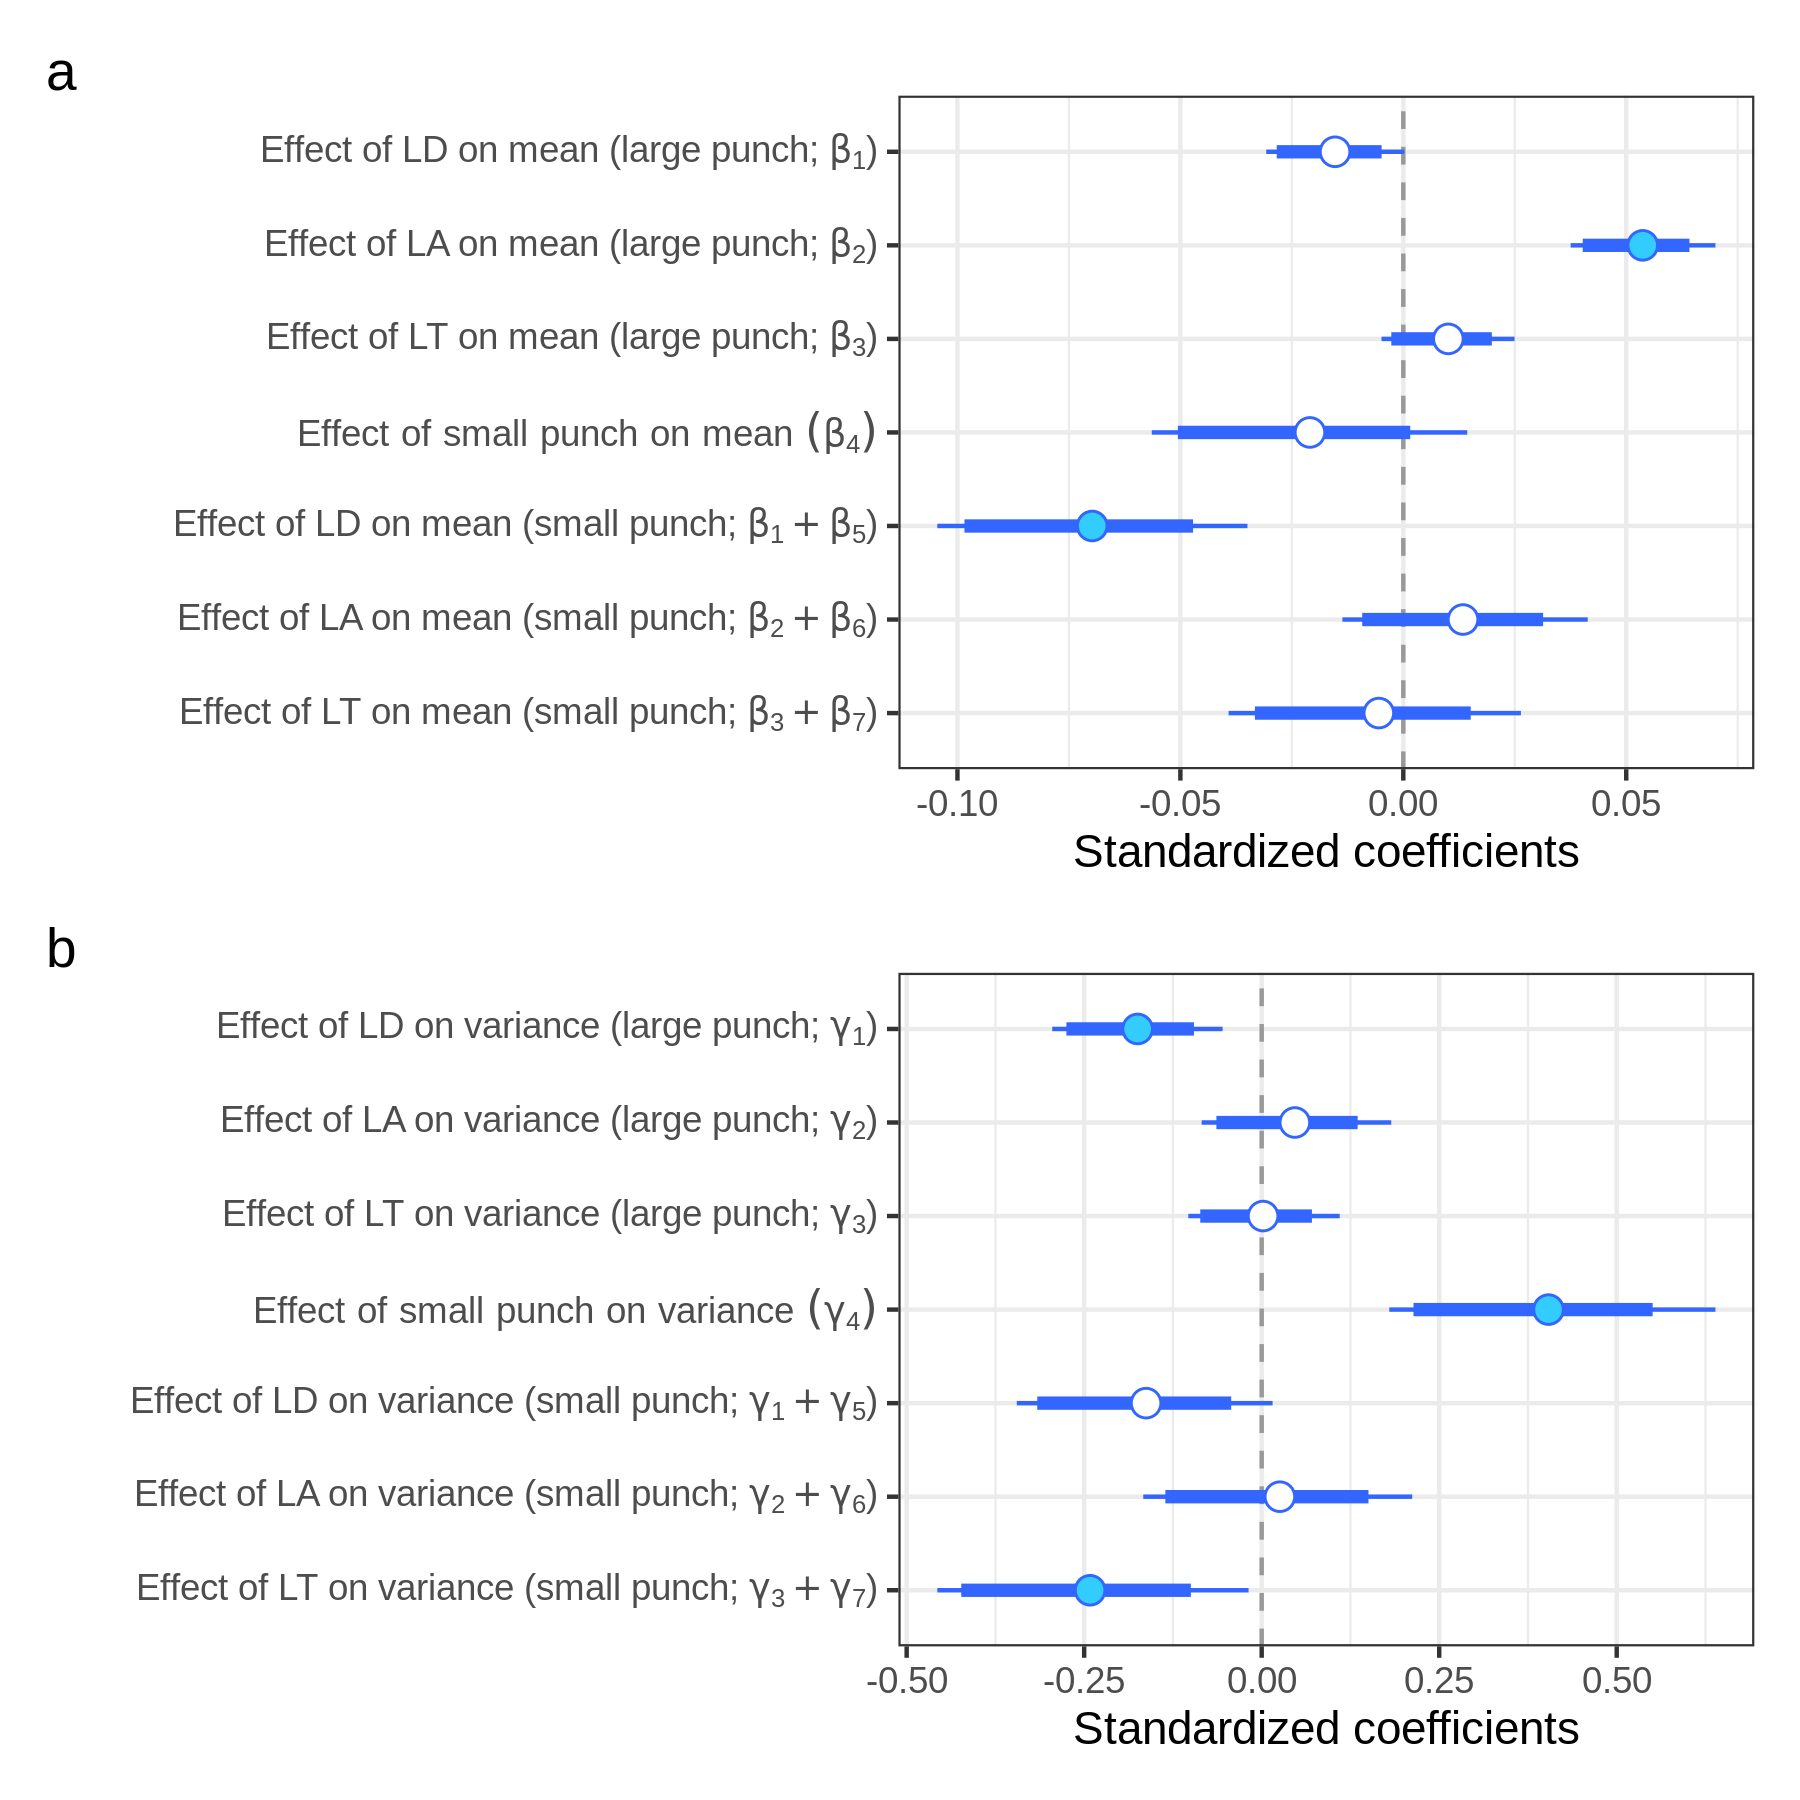 a
Effect of LD on mean (large punch; β₁)
Effect of LA on mean (large punch; β₂)
Effect of LT on mean (large punch; β₃)
Effect of small punch on mean (β₄)
Effect of LD on mean (small punch; β₁ + β₅)
Effect of LA on mean (small punch; β₂ + β₆)
Effect of LT on mean (small punch; β₃ + β₇)
-0.10 -0.05 0.00 0.05
Standardized coefficients
b
Effect of LD on variance (large punch; γ₁)
Effect of LA on variance (large punch; γ₂)
Effect of LT on variance (large punch; γ₃)
Effect of small punch on variance (γ₄)
Effect of LD on variance (small punch; γ₁ + γ₅)
Effect of LA on variance (small punch; γ₂ + γ₆)
Effect of LT on variance (small punch; γ₃ + γ₇)
-0.50 -0.25 0.00 0.25 0.50
Standardized coefficients